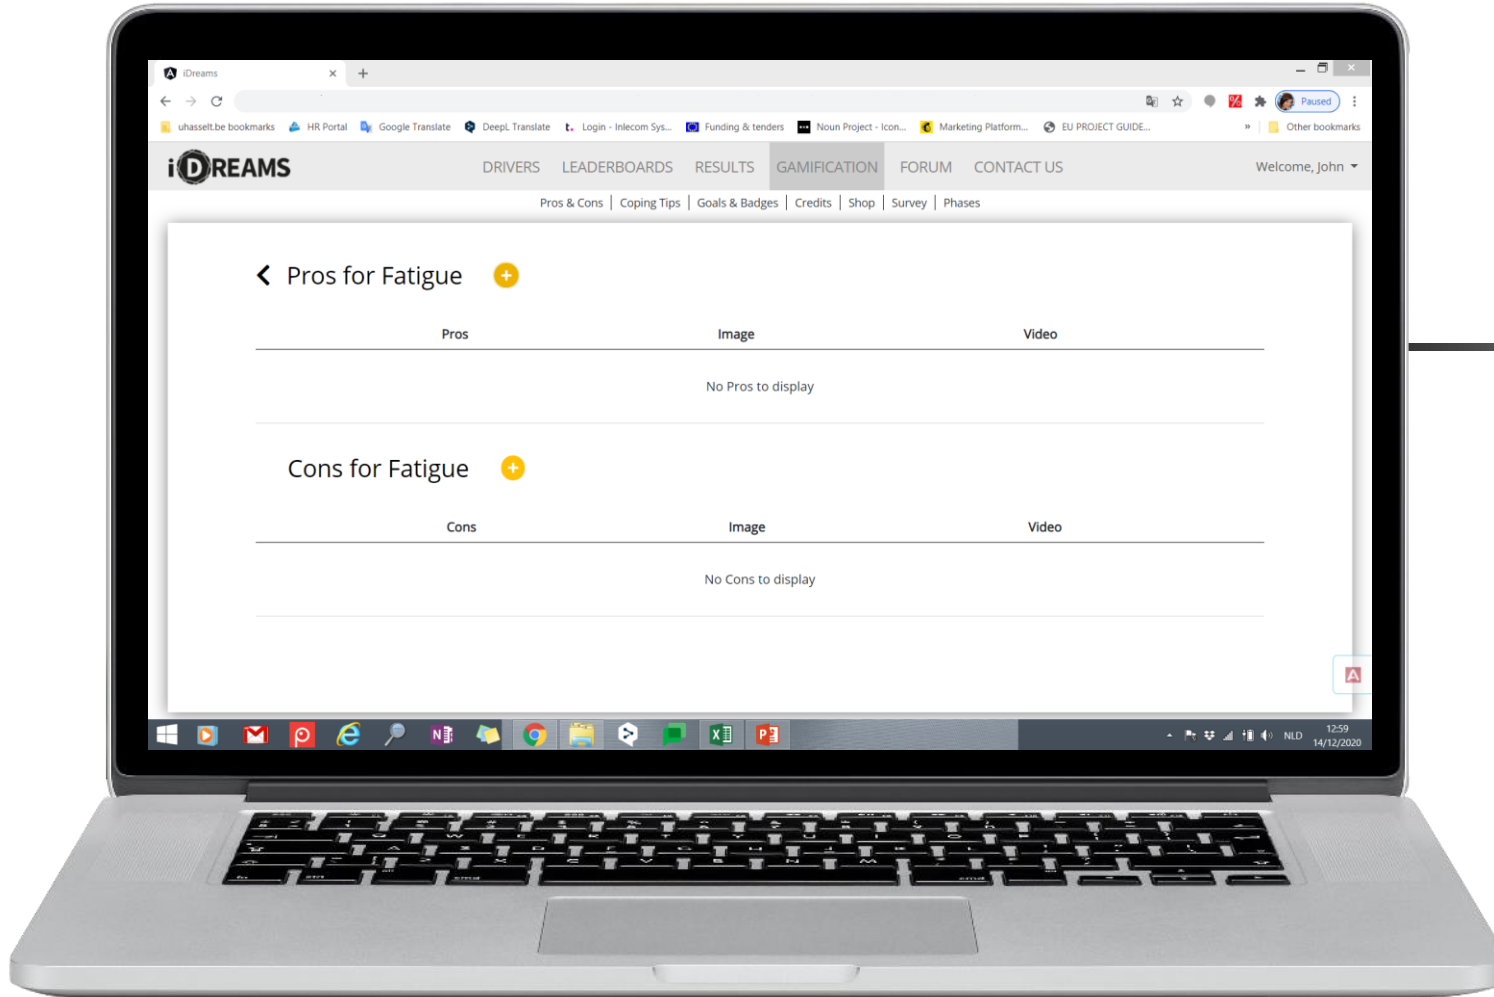 iDreams
Paused
uhasselt.be bookmarks HR Portal Google Translate DeepL Translate t. Login - Inlecom Sys... Funding & tenders Noun Project - Icon... Marketing Platform... EU PROJECT GUIDE... » Other bookmarks
iDREAMS DRIVERS LEADERBOARDS RESULTS GAMIFICATION FORUM CONTACT US Welcome, John
Pros & Cons | Coping Tips | Goals & Badges | Credits | Shop | Survey | Phases
Pros for Fatigue
Pros Image Video
No Pros to display
Cons for Fatigue
Cons Image Video
No Cons to display
NLD 12:59
14/12/2020